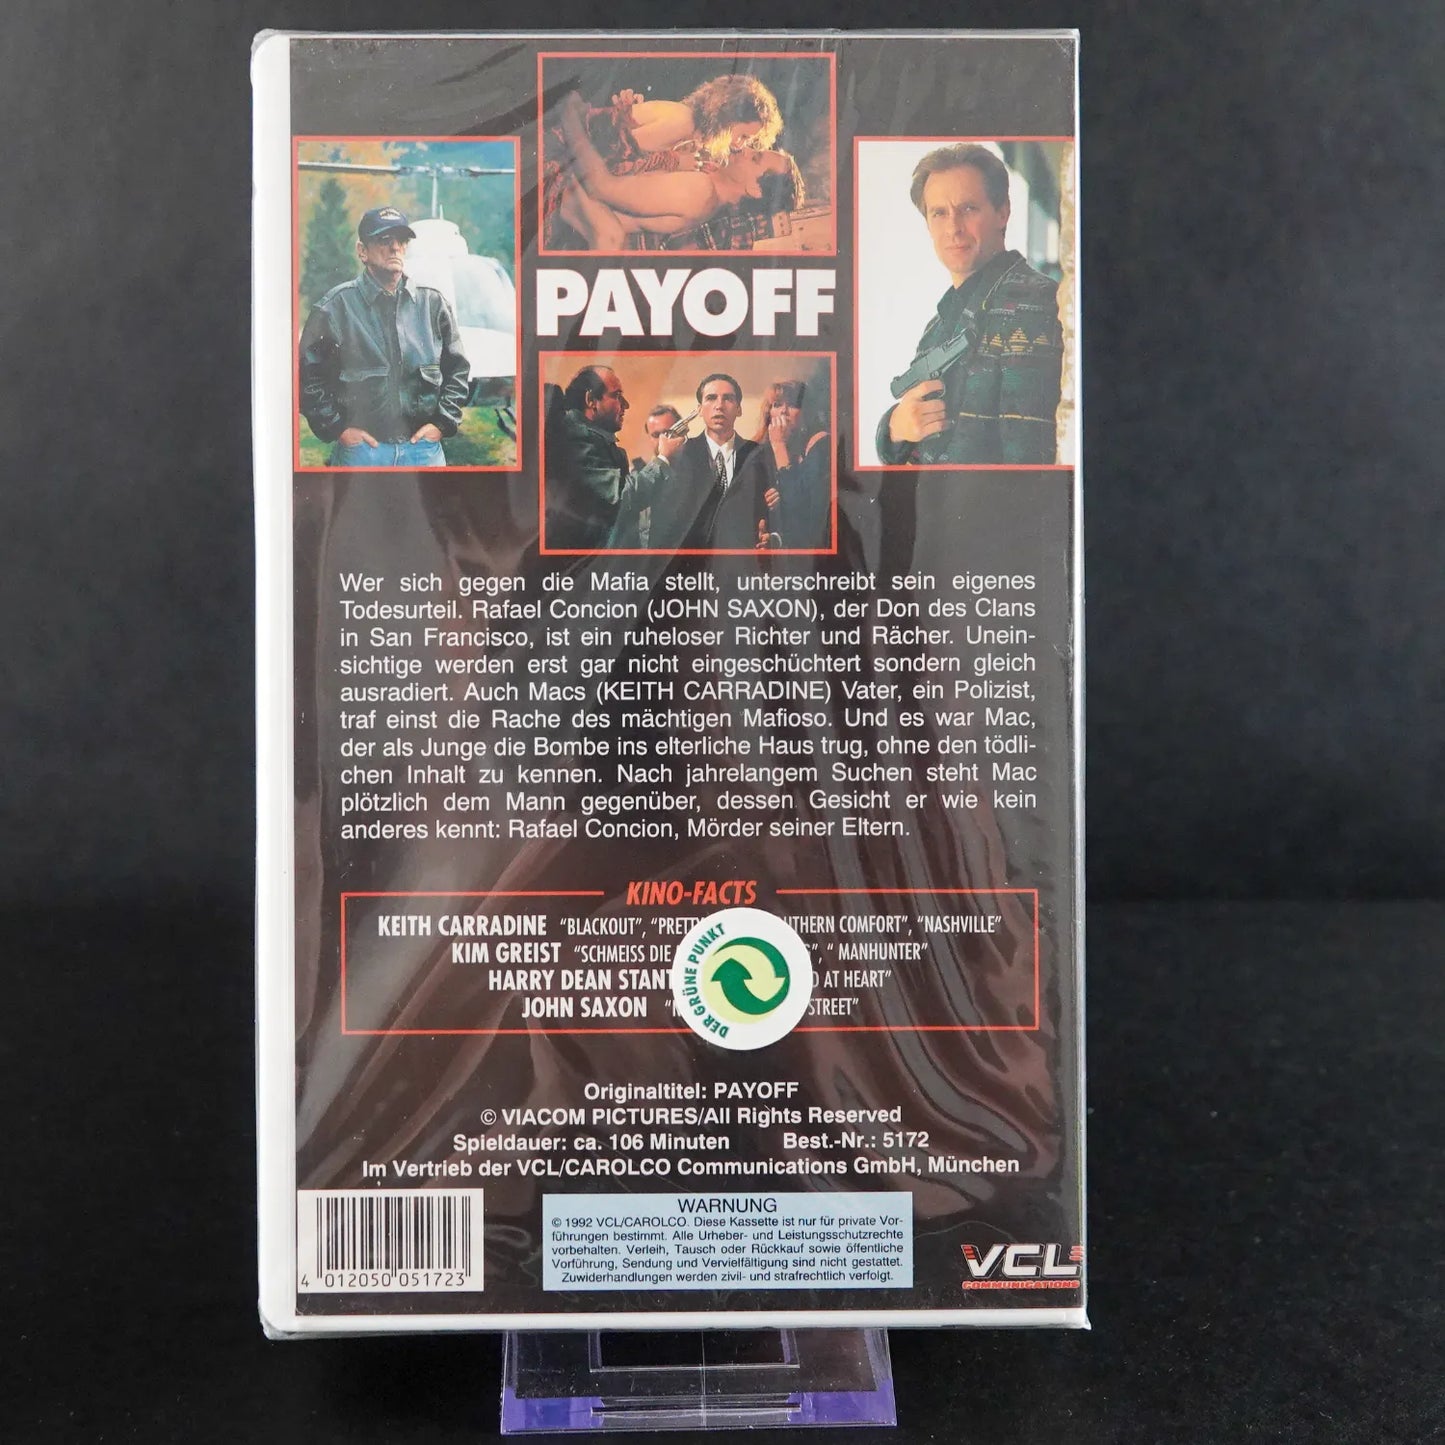 PAYOFF
Wer sich gegen die Mafia stellt, unterschreibt sein eigenes
Todesurteil. Rafael Concion (JOHN SAXON), der Don des Clans
in San Francisco, ist ein ruheloser Richter und Rächer. Unein-
sichtige werden erst gar nicht eingeschüchtert sondern gleich
ausradiert. Auch Macs (KEITH CARRADINE) Vater, ein Polizist,
traf einst die Rache des mächtigen Mafioso. Und es war Mac,
der als Junge die Bombe ins elterliche Haus trug, ohne den tödli-
chen Inhalt zu kennen. Nach jahrelangem Suchen steht Mac
plötzlich dem Mann gegenüber, dessen Gesicht er wie kein
anderes kennt: Rafael Concion, Mörder seiner Eltern.
KINO-FACTS
KEITH CARRADINE "BLACKOUT", "PRETTY COMFORT", "NASHVILLE"
KIM GREIST "SCHMEISS DIE " MANHUNTER"
HARRY DEAN AT HEART"
JOHN SAXON STREET"
DER GRÜNE PUNKT
Originaltitel: PAYOFF
© VIACOM PICTURES/All Rights Reserved
Spieldauer: ca. 106 Minuten Best.-Nr.: 5172
Im Vertrieb der VCL/CAROLCO Communications GmbH, München
WARNUNG
© 1992 VCL/CAROLCO. Diese Kassette ist nur für private Vor-
führungen bestimmt. Alle Urheber- und Leistungsschutzrechte
vorbehalten. Verleih, Tausch oder Rückkauf sowie öffentliche
Vorführung, Sendung und Vervielfältigung sind nicht gestattet.
Zuwiderhandlungen werden zivil- und strafrechtlich verfolgt.
4 012050 051723
VCL
COMMUNICATIONS